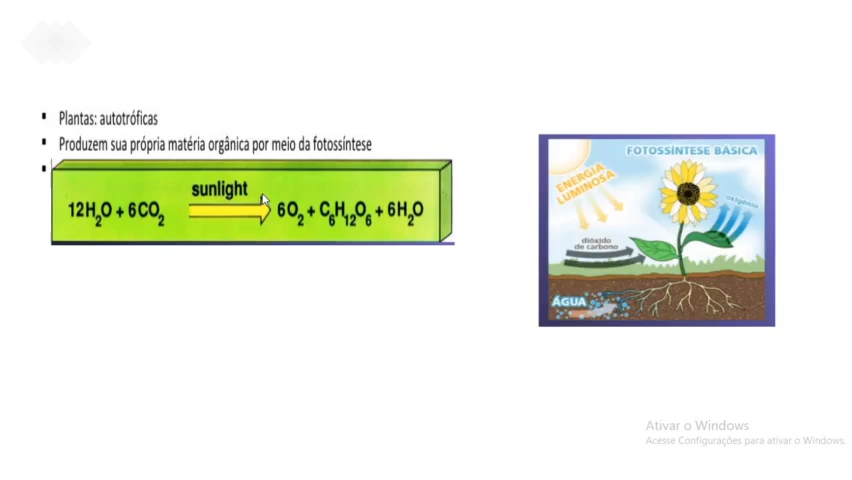 Plantas: autotróficas
Produzem sua própria matéria orgânica por meio da fotossíntese
sunlight
12H₂O + 6CO₂ 6O₂ + C₆H₁₂O₆ + 6H₂O
FOTOSSÍNTESE BÁSICA
ENERGIA
LUMINOSA
oxigênio
dióxido
de carbono
ÁGUA
Ativar o Windows
Acesse Configurações para ativar o Windows.